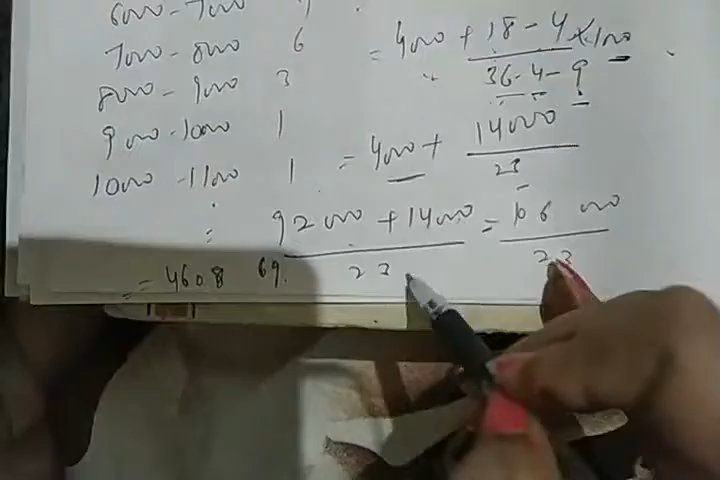 6000 - 7000 7
7000 - 8000 6
8000 - 9000 3
9000 - 10000 1
10000 - 11000 1
= 4000 + 18 - 4 × 1000
36 - 4 - 9
= 4000 + 14000
23
= 92000 + 14000 = 106000
23 23
= 4608.69.